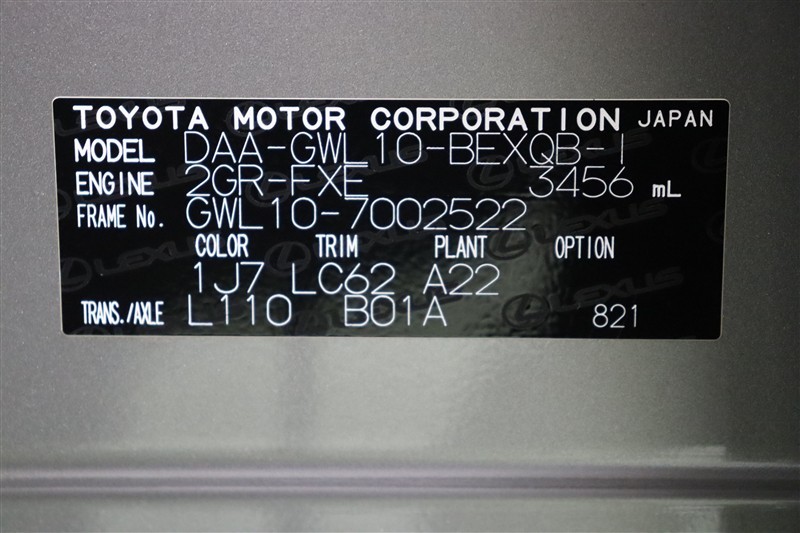 TOYOTA MOTOR CORPORATION JAPAN
MODEL DAA-GWL10-BEXQB-I
ENGINE 2GR-FXE 3456 mL
FRAME No. GWL10-7002522
COLOR TRIM PLANT OPTION
1J7 LC62 A22
TRANS./AXLE L110 B01A 821